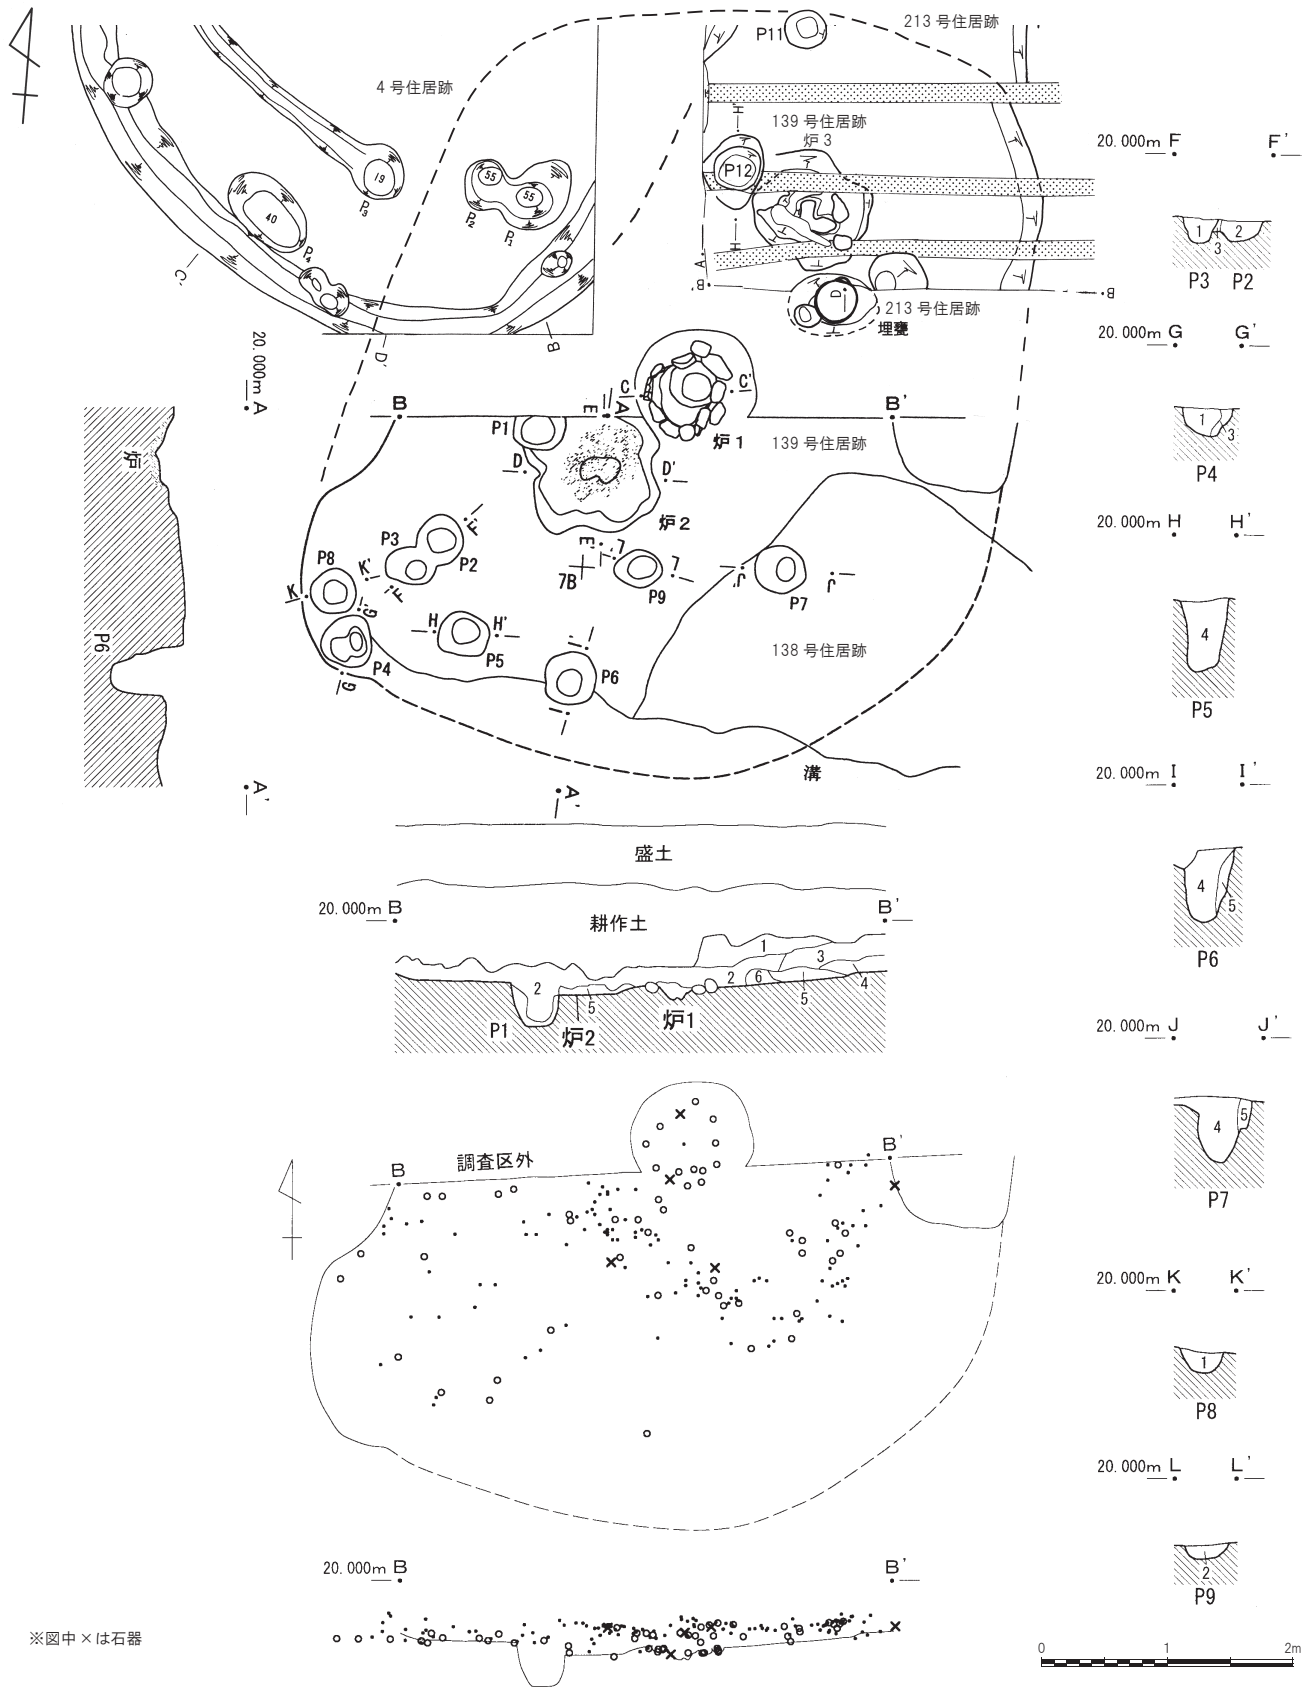 213 号住居跡
P11
4 号住居跡
139 号住居跡
炉 3
P12
19
P3
55
55
P2
P1
40
P4
C'
D'
B
H'
H
A
B'
B
D
213 号住居跡
埋甕
20.000m A
C
C'
E
A
B
B'
P1
炉 1
139 号住居跡
D
D'
炉 2
炉
P3
P2
F'
F
E'
L'
L
7B
P9
J'
J
P7
P8
K
K'
G'
P4
G
H
H'
P5
I'
I
P6
138 号住居跡
P6
溝
A'
A'
盛土
20.000m B
B'
耕作土
1
3
2
6
5
4
2
5
P1
炉2
炉1
調査区外
B
B'
20.000m B
B'
※図中 × は石器
20.000m F
F'
1
3
2
P3
P2
20.000m G
G'
1
3
P4
20.000m H
H'
4
P5
20.000m I
I'
4
5
P6
20.000m J
J'
4
5
P7
20.000m K
K'
1
P8
20.000m L
L'
2
P9
0
1
2m